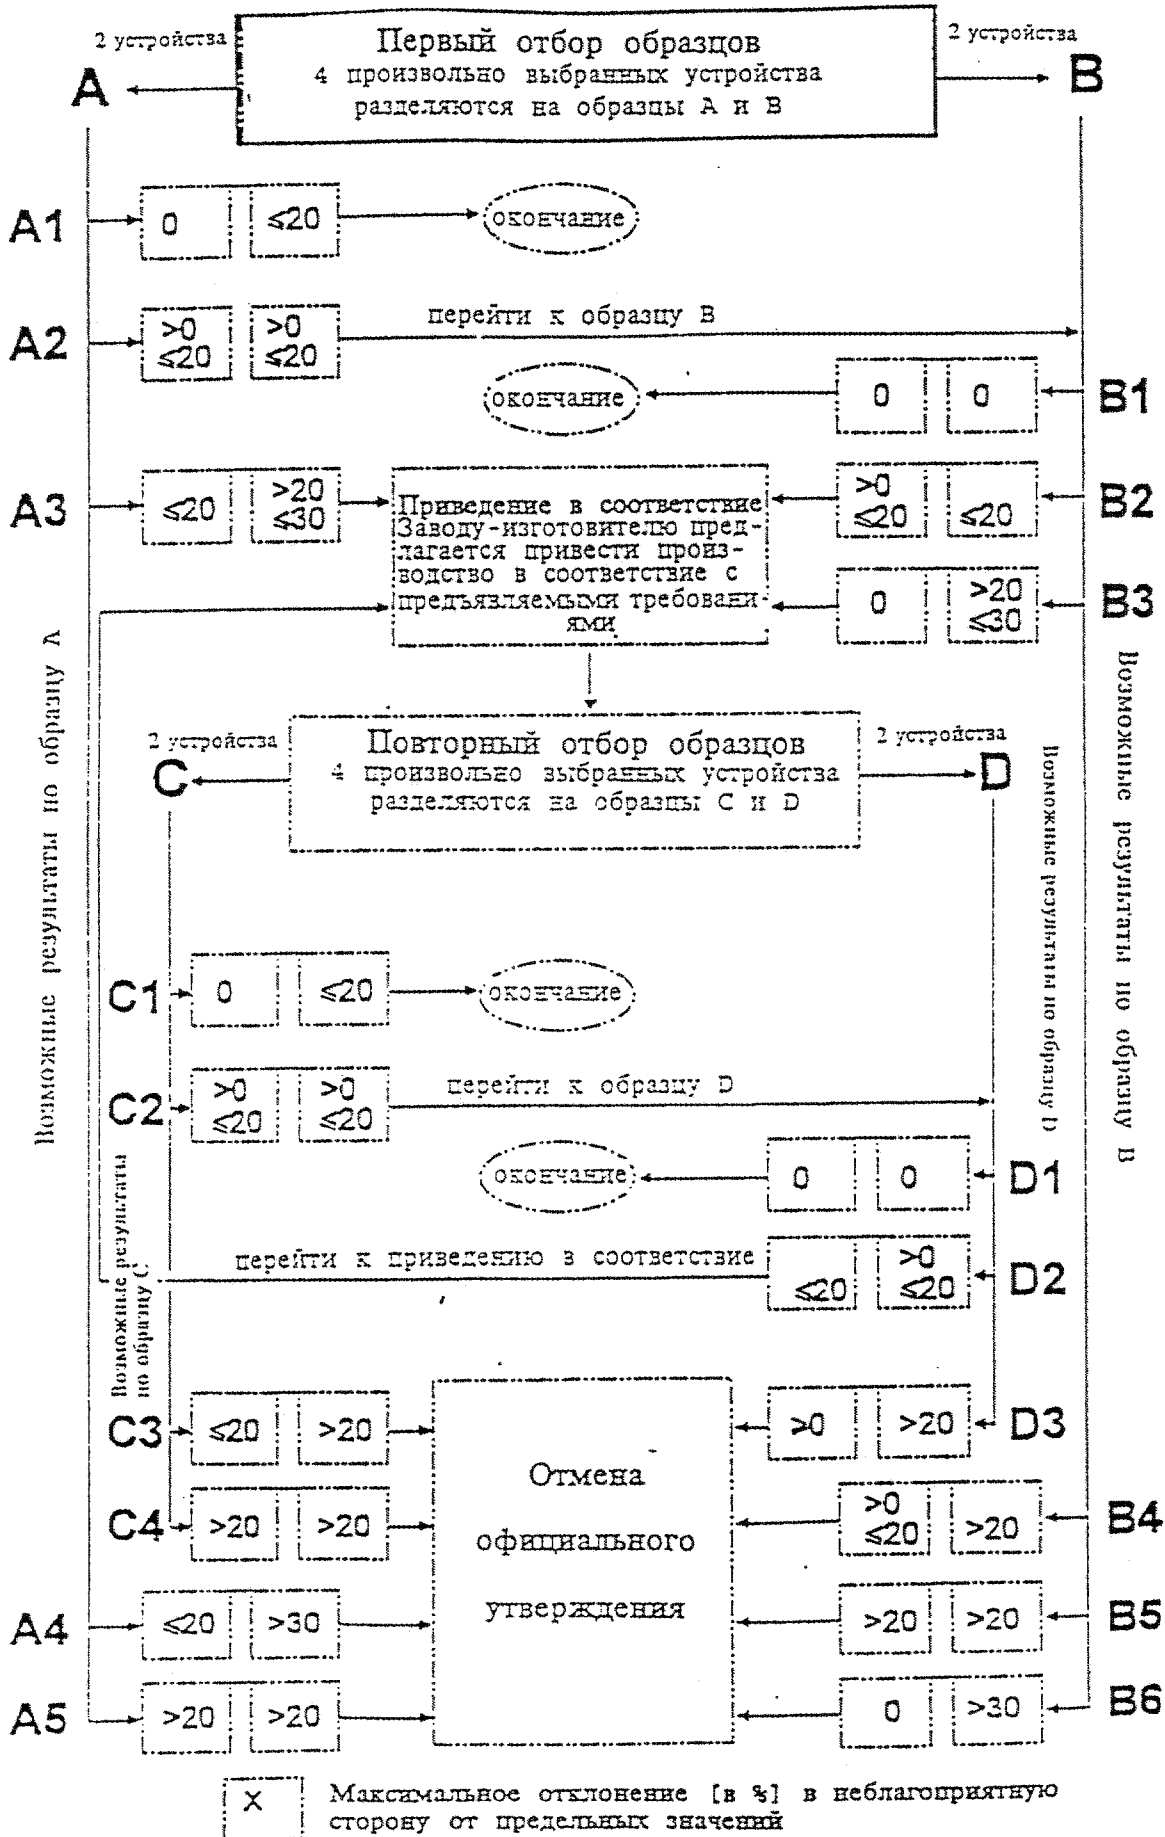 2 устройства
Первый отбор образцов
2 устройства
A
4 произвольно выбранных устройства
B
разделяются на образцы A и B
A1
0
≤20
окончание
A2
>0
≤20
>0
≤20
перейти к образцу B
окончание
0
0
B1
A3
≤20
>20
≤30
Приведение в соответствие
Заводу-изготовителю пред-
лагается привести произ-
водство в соответствие с
предъявляемыми требовани-
ями
>0
≤20
≤20
B2
0
>20
≤30
B3
Возможные результаты по образцу A
Возможные результаты по образцу B
2 устройства
Повторный отбор образцов
2 устройства
C
4 произвольно выбранных устройства
D
разделяются на образцы C и D
Возможные результаты по образцу D
C1
0
≤20
окончание
C2
>0
≤20
>0
≤20
перейти к образцу D
окончание
0
0
D1
Возможные результаты
по образцу C
перейти к приведению в соответствие
≤20
>0
≤20
D2
C3
≤20
>20
Отмена
официального
утверждения
>0
>20
D3
C4
>20
>20
>0
≤20
>20
B4
A4
≤20
>30
>20
>20
B5
A5
>20
>20
0
>30
B6
X
Максимальное отклонение [в %] в неблагоприятную
сторону от предельных значений